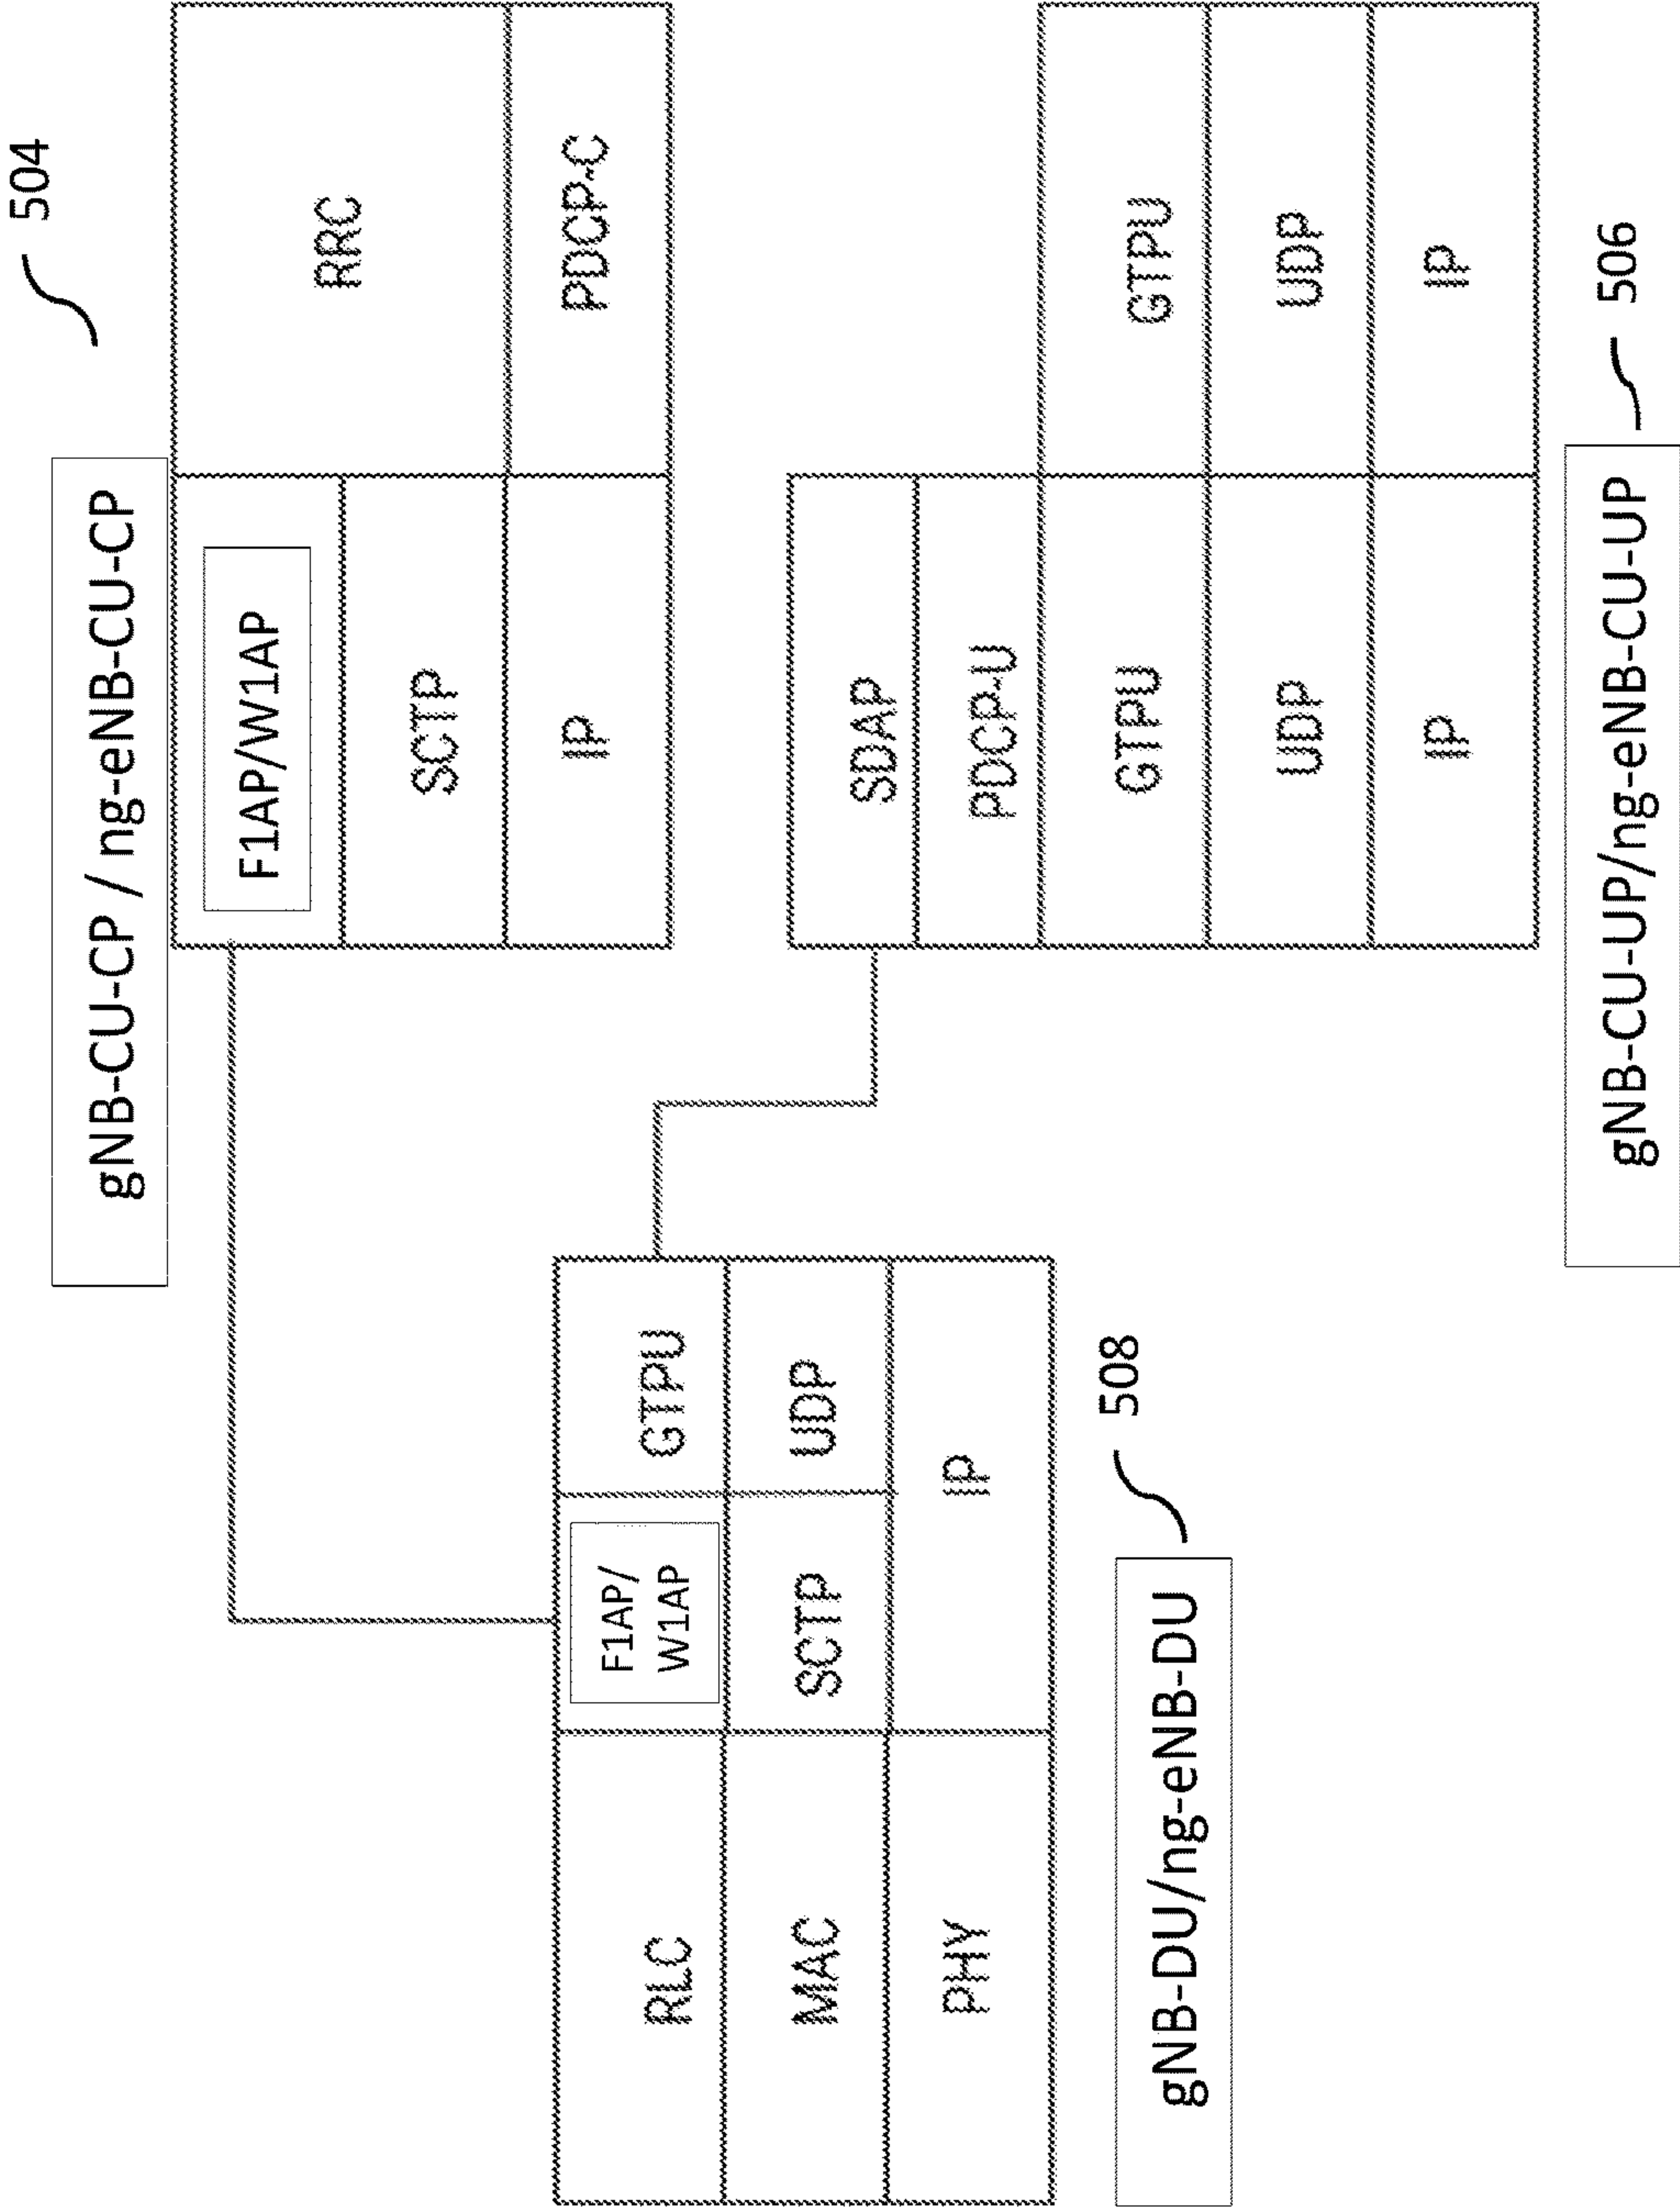 504
gNB-CU-CP / ng-eNB-CU-CP
F1AP/W1AP
RRC
SCTP
IP
PDCP-C
RLC
F1AP/
W1AP
GTPU
MAC
SCTP
UDP
PHY
IP
508
gNB-DU/ng-eNB-DU
SDAP
PDCP-U
GTPU
GTPU
UDP
UDP
IP
IP
gNB-CU-UP/ng-eNB-CU-UP
506